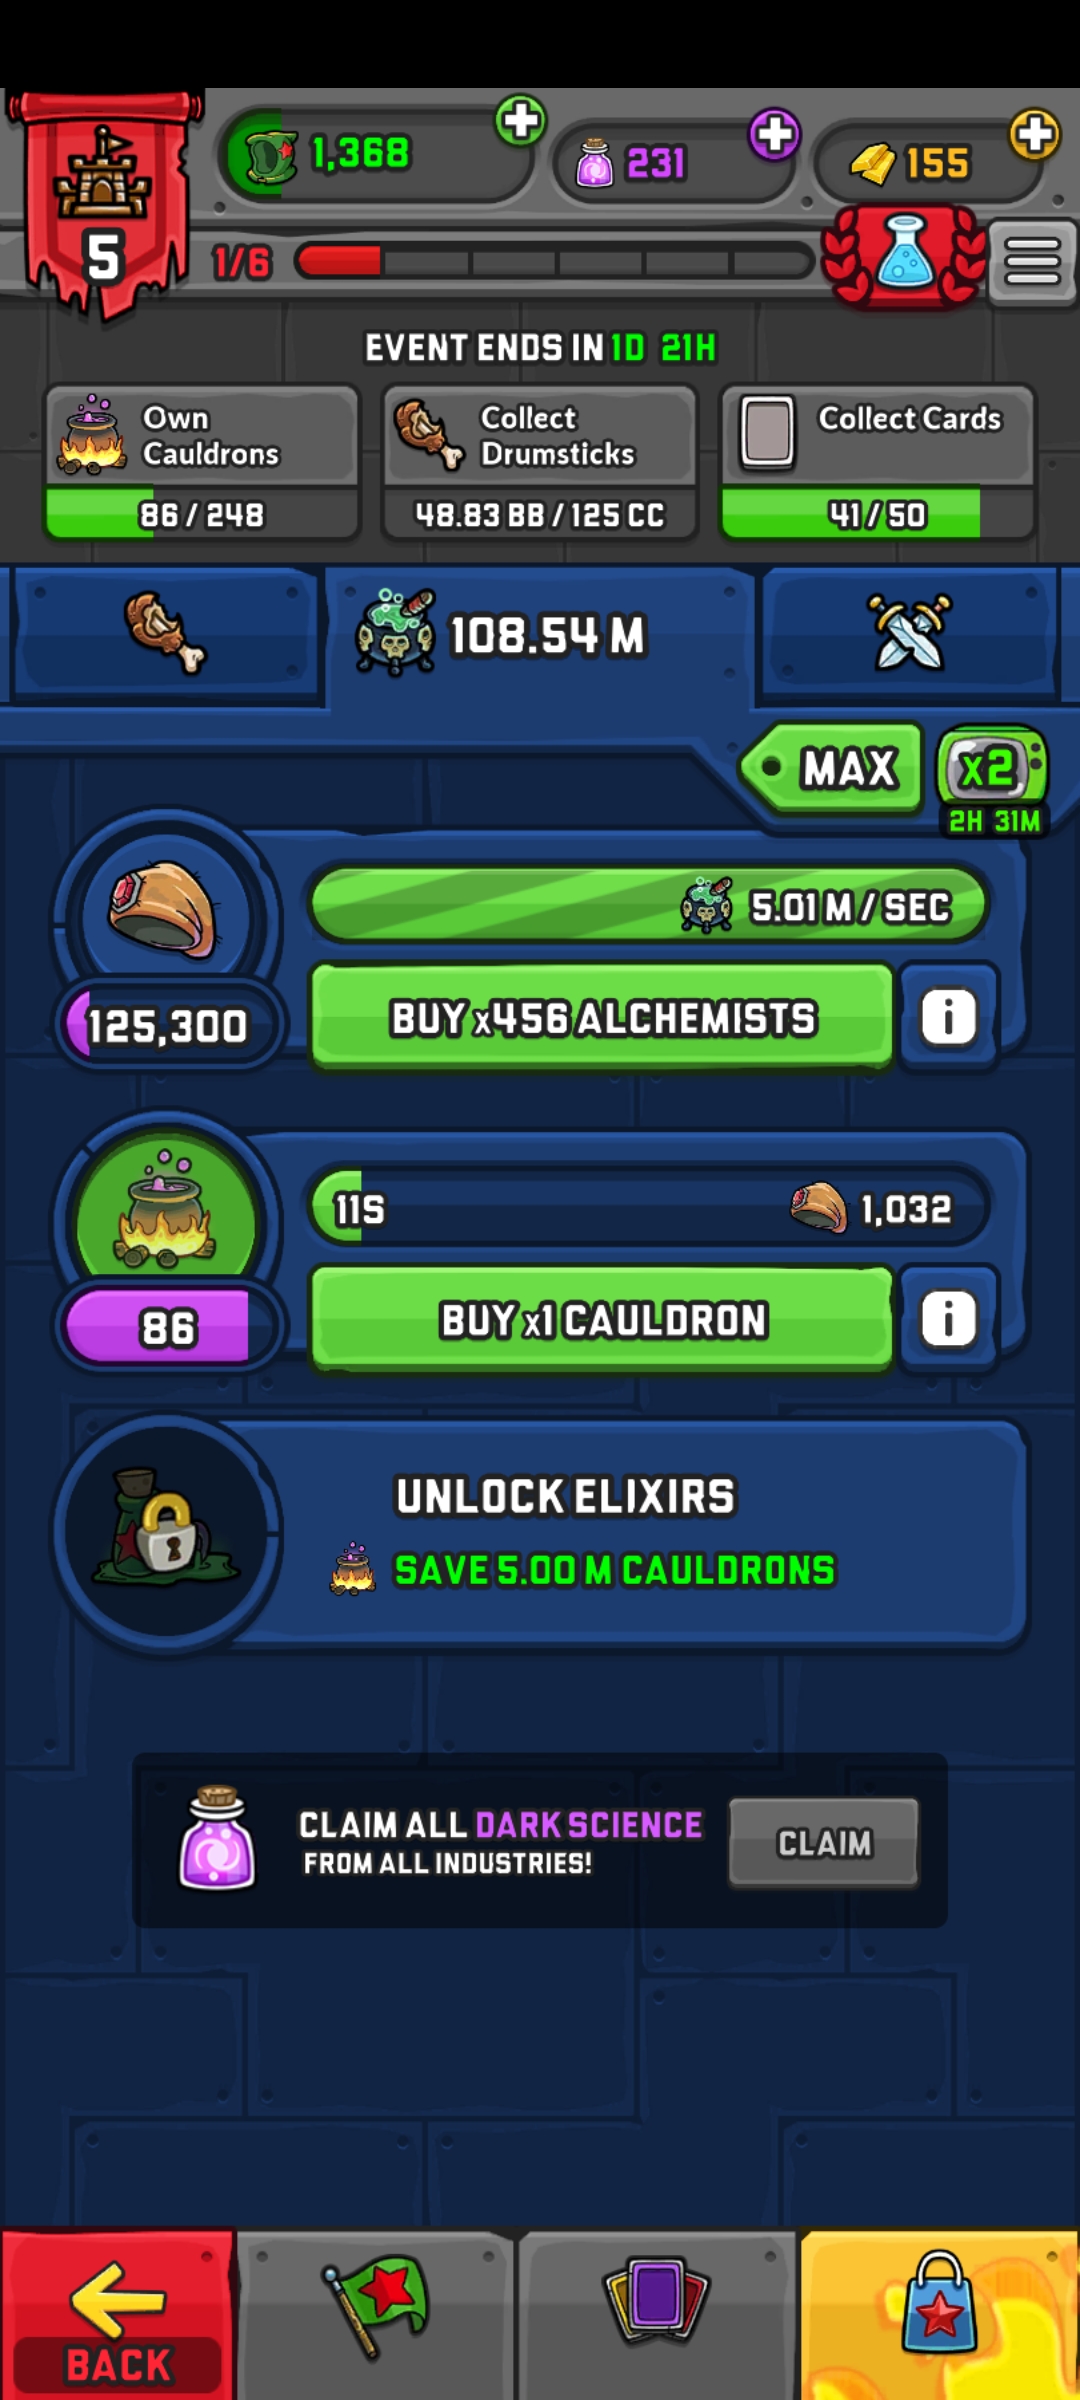 1,368
231
155
5
1/6
EVENT ENDS IN 1D 21H
Own Cauldrons
86 / 248
Collect Drumsticks
48.83 BB / 125 CC
Collect Cards
41 / 50
108.54 M
MAX
x2
2H 31M
5.01 M / SEC
125,300
BUY x456 ALCHEMISTS
i
11S
1,032
86
BUY x1 CAULDRON
i
UNLOCK ELIXIRS
SAVE 5.00 M CAULDRONS
CLAIM ALL DARK SCIENCE
FROM ALL INDUSTRIES!
CLAIM
BACK